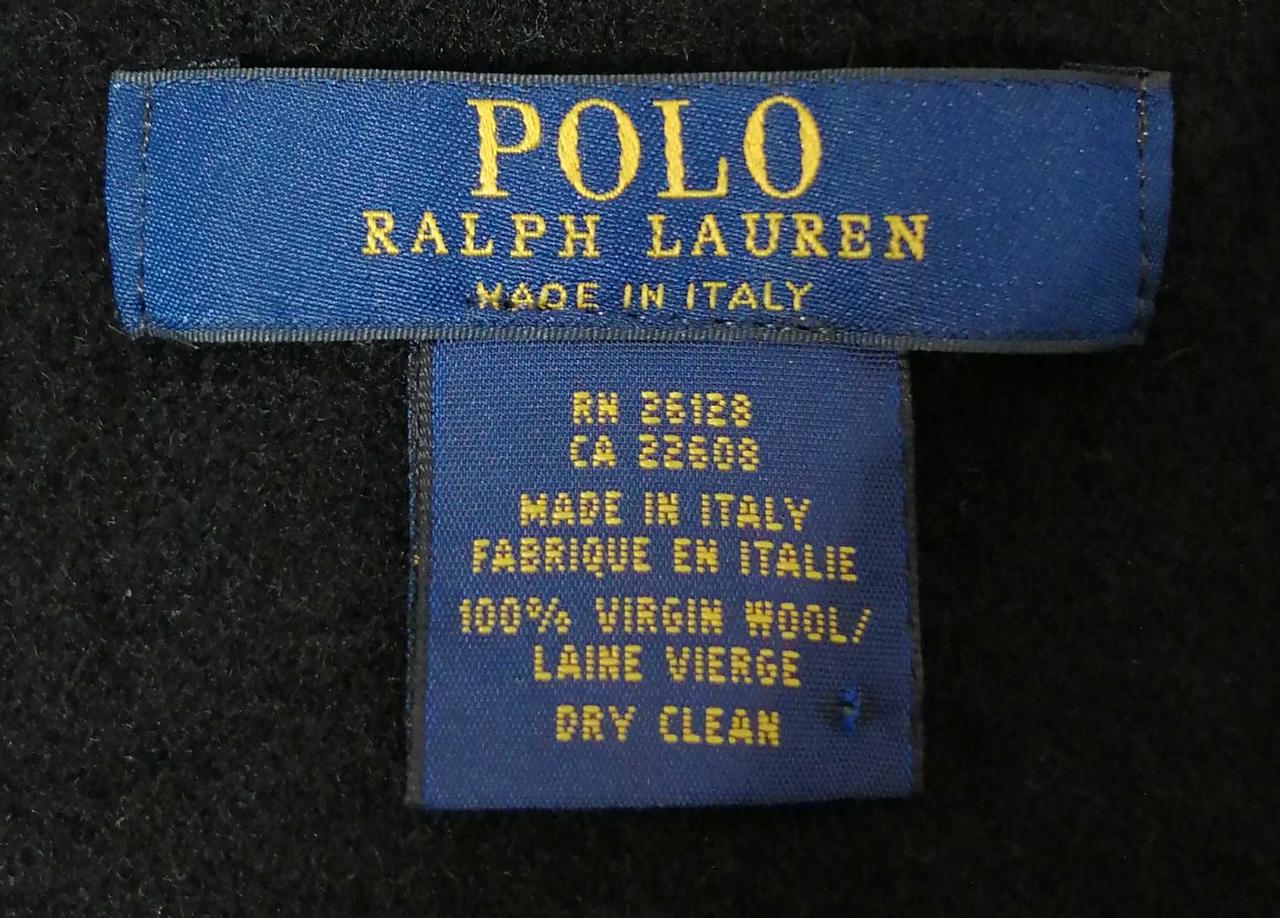 POLO
RALPH LAUREN
MADE IN ITALY
RN 26128
CA 22608
MADE IN ITALY
FABRIQUE EN ITALIE
100% VIRGIN WOOL/
LAINE VIERGE
DRY CLEAN